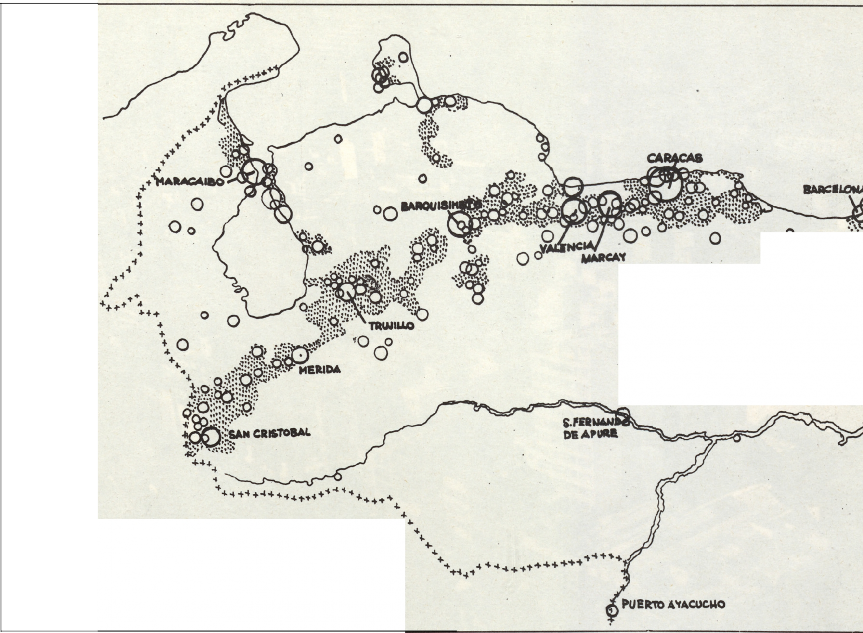 CARACAS
MARACAIBO
BARCELONA
BARQUISIMETO
VALENCIA
MARCAY
TRUJILLO
MERIDA
SAN CRISTOBAL
S. FERNANDO
DE APURE
PUERTO AYACUCHO